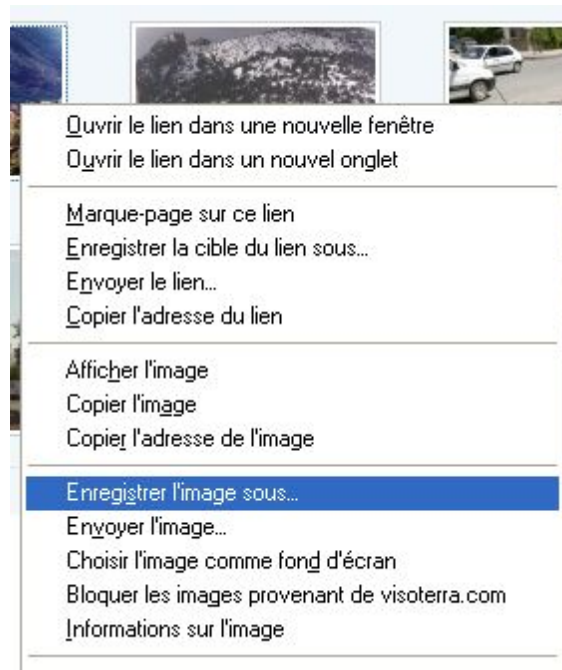 Ouvrir le lien dans une nouvelle fenêtre
Ouvrir le lien dans un nouvel onglet
Marque-page sur ce lien
Enregistrer la cible du lien sous...
Envoyer le lien...
Copier l'adresse du lien
Afficher l'image
Copier l'image
Copier l'adresse de l'image
Enregistrer l'image sous...
Envoyer l'image...
Choisir l'image comme fond d'écran
Bloquer les images provenant de visoterra.com
Informations sur l'image